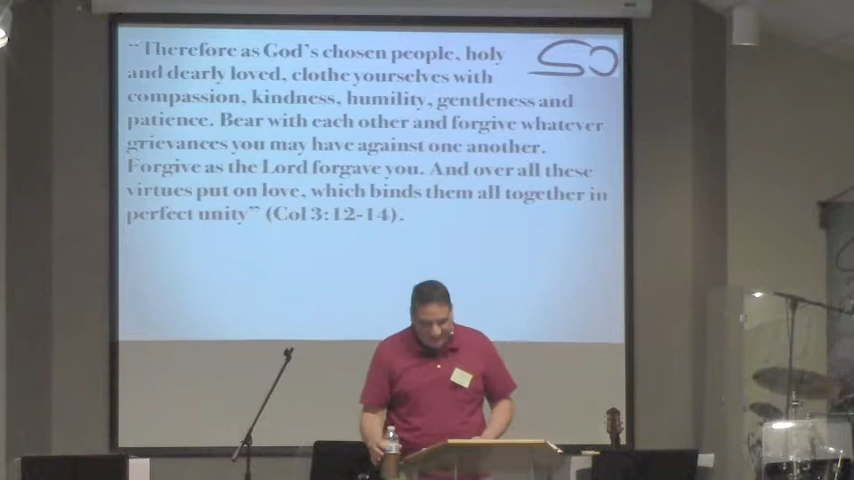 "Therefore as God's chosen people, holy
and dearly loved, clothe yourselves with
compassion, kindness, humility, gentleness and
patience. Bear with each other and forgive whatever
grievances you may have against one another.
Forgive as the Lord forgave you. And over all these
virtues put on love, which binds them all together in
perfect unity" (Col 3:12-14).